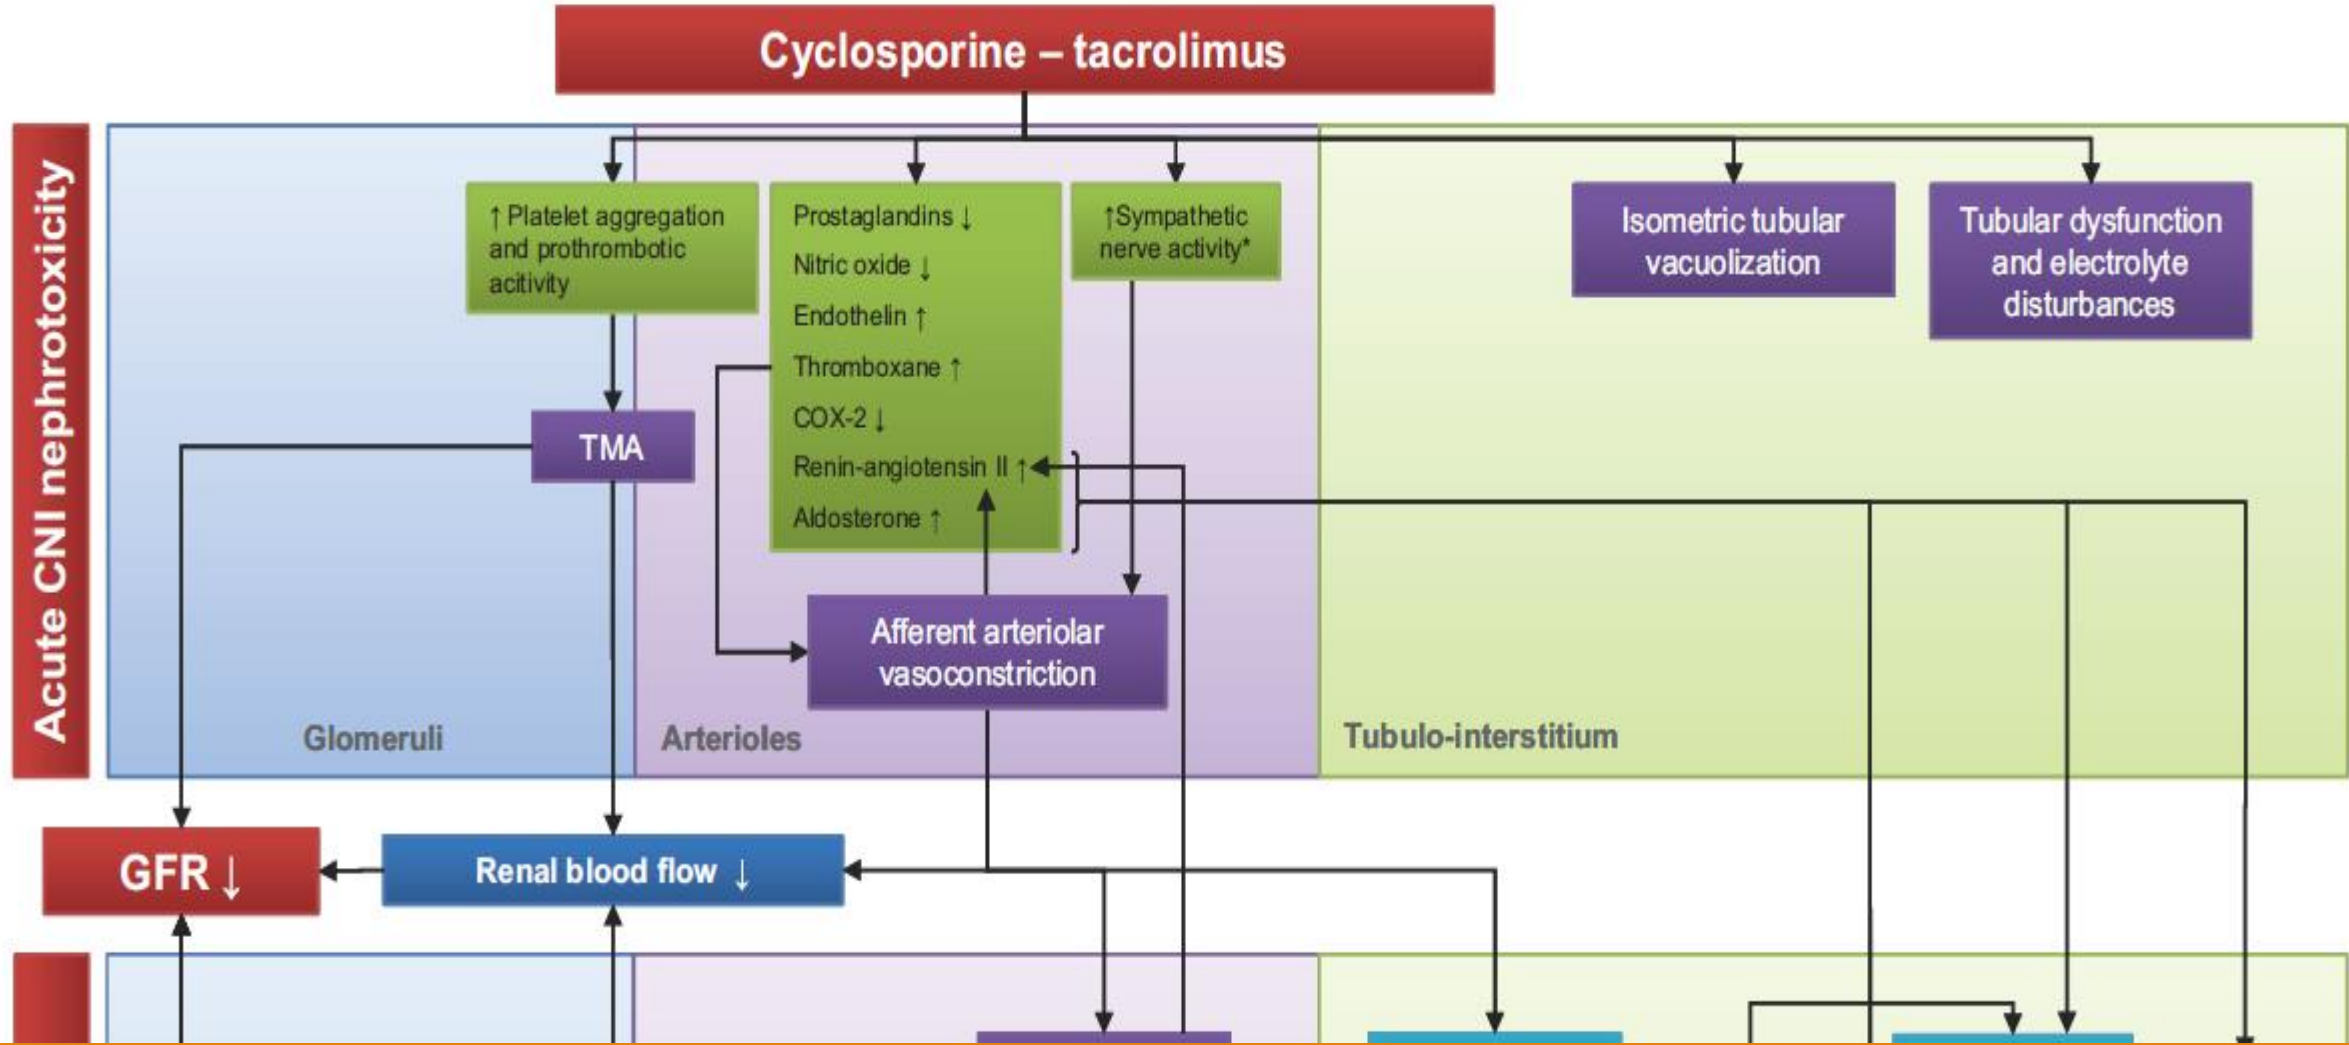 Cyclosporine – tacrolimus
Acute CNI nephrotoxicity
↑ Platelet aggregation
and prothrombotic
acitivity
Prostaglandins ↓
Nitric oxide ↓
Endothelin ↑
Thromboxane ↑
COX-2 ↓
Renin-angiotensin II ↑
Aldosterone ↑
↑Sympathetic
nerve activity*
Isometric tubular
vacuolization
Tubular dysfunction
and electrolyte
disturbances
TMA
Afferent arteriolar
vasoconstriction
Glomeruli
Arterioles
Tubulo-interstitium
GFR ↓
Renal blood flow ↓